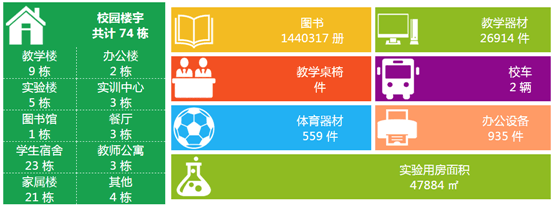 校园楼宇
共计 74 栋
教学楼
9 栋
办公楼
2 栋
实验楼
5 栋
实训中心
3 栋
图书馆
1 栋
餐厅
3 栋
学生宿舍
23 栋
教师公寓
3 栋
家属楼
21 栋
其他
4 栋
图书
1440317 册
教学器材
26914 件
教学桌椅
件
校车
2 辆
体育器材
559 件
办公设备
935 件
实验用房面积
47884 ㎡